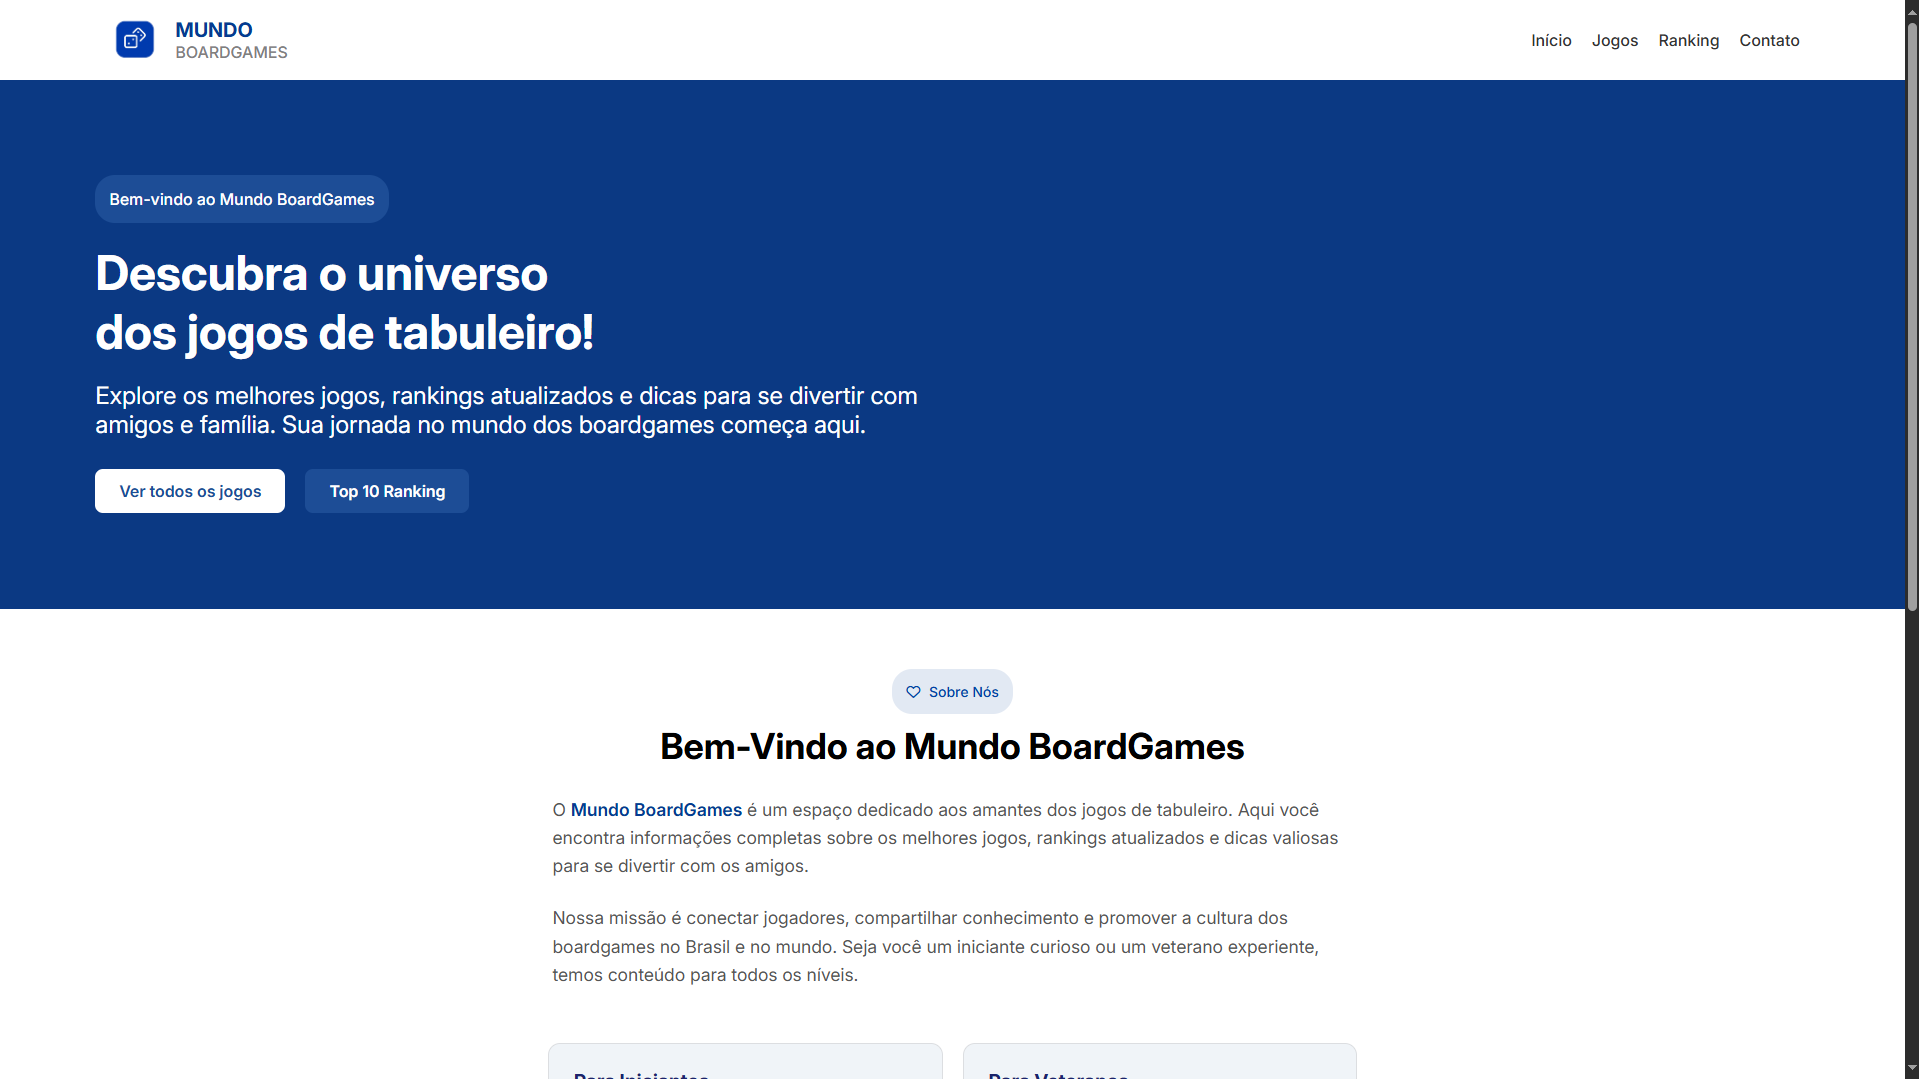 MUNDO
BOARDGAMES
Início Jogos Ranking Contato
Bem-vindo ao Mundo BoardGames
Descubra o universo
dos jogos de tabuleiro!
Explore os melhores jogos, rankings atualizados e dicas para se divertir com
amigos e família. Sua jornada no mundo dos boardgames começa aqui.
Ver todos os jogos Top 10 Ranking
Sobre Nós
Bem-Vindo ao Mundo BoardGames
O Mundo BoardGames é um espaço dedicado aos amantes dos jogos de tabuleiro. Aqui você
encontra informações completas sobre os melhores jogos, rankings atualizados e dicas valiosas
para se divertir com os amigos.
Nossa missão é conectar jogadores, compartilhar conhecimento e promover a cultura dos
boardgames no Brasil e no mundo. Seja você um iniciante curioso ou um veterano experiente,
temos conteúdo para todos os níveis.
Para Iniciantes Para Veteranos